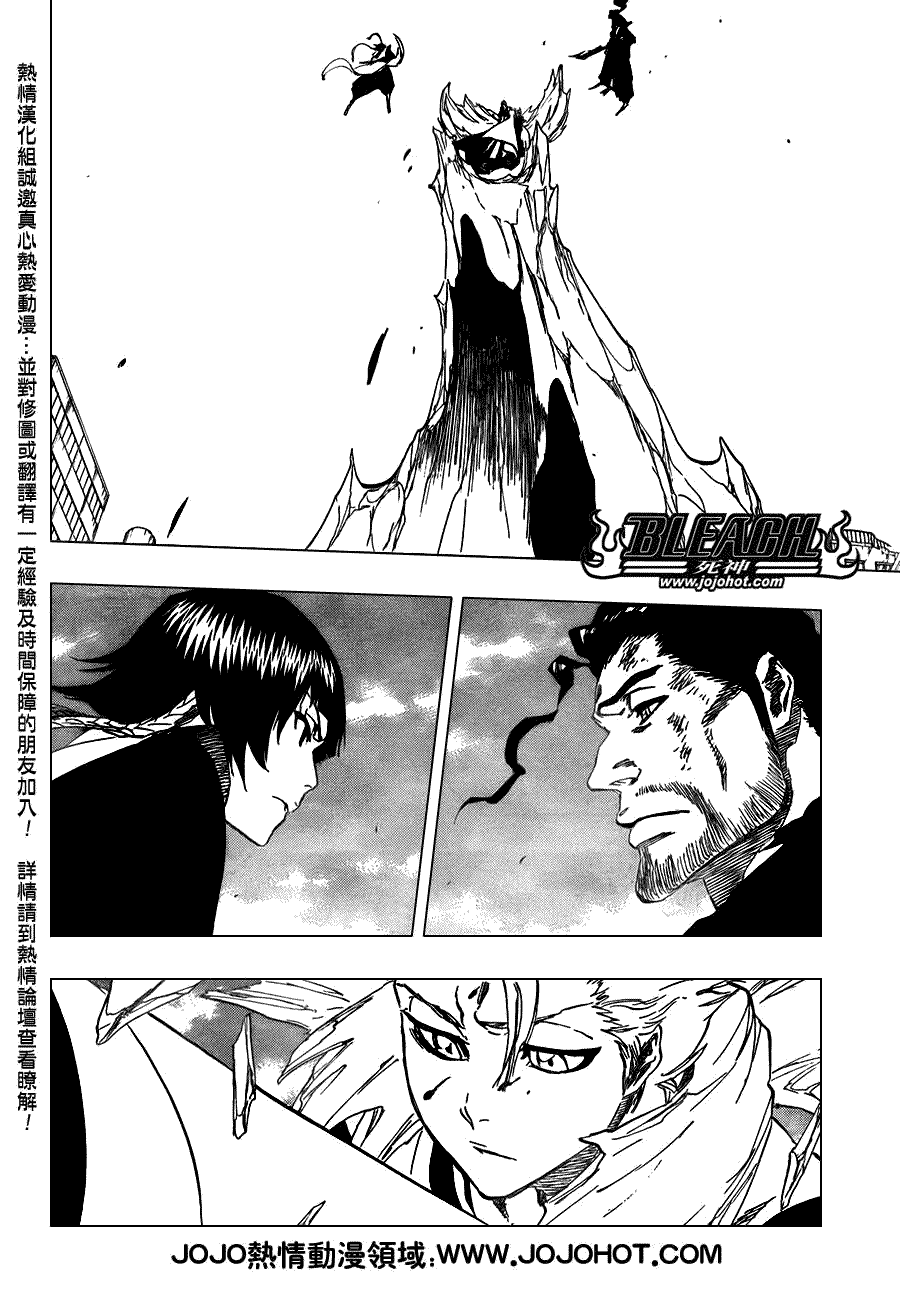 熱情漢化組誠邀真心熱愛動漫…並對修圖或翻譯有一定經驗及時間保障的朋友加入！ 詳情請到熱情論壇查看瞭解！
BLEACH
死神
www.jojohot.com
JOJO熱情動漫領域:WWW.JOJOHOT.COM